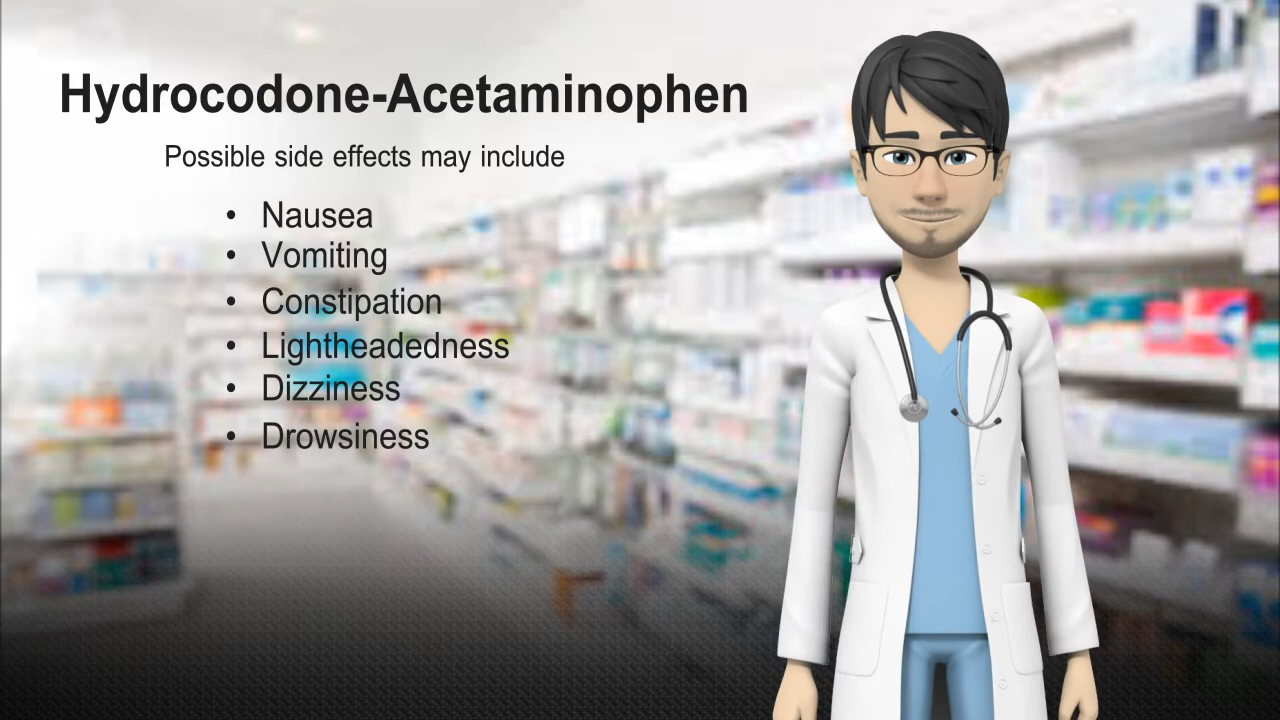 Hydrocodone-Acetaminophen
Possible side effects may include
• Nausea
• Vomiting
• Constipation
• Lightheadedness
• Dizziness
• Drowsiness